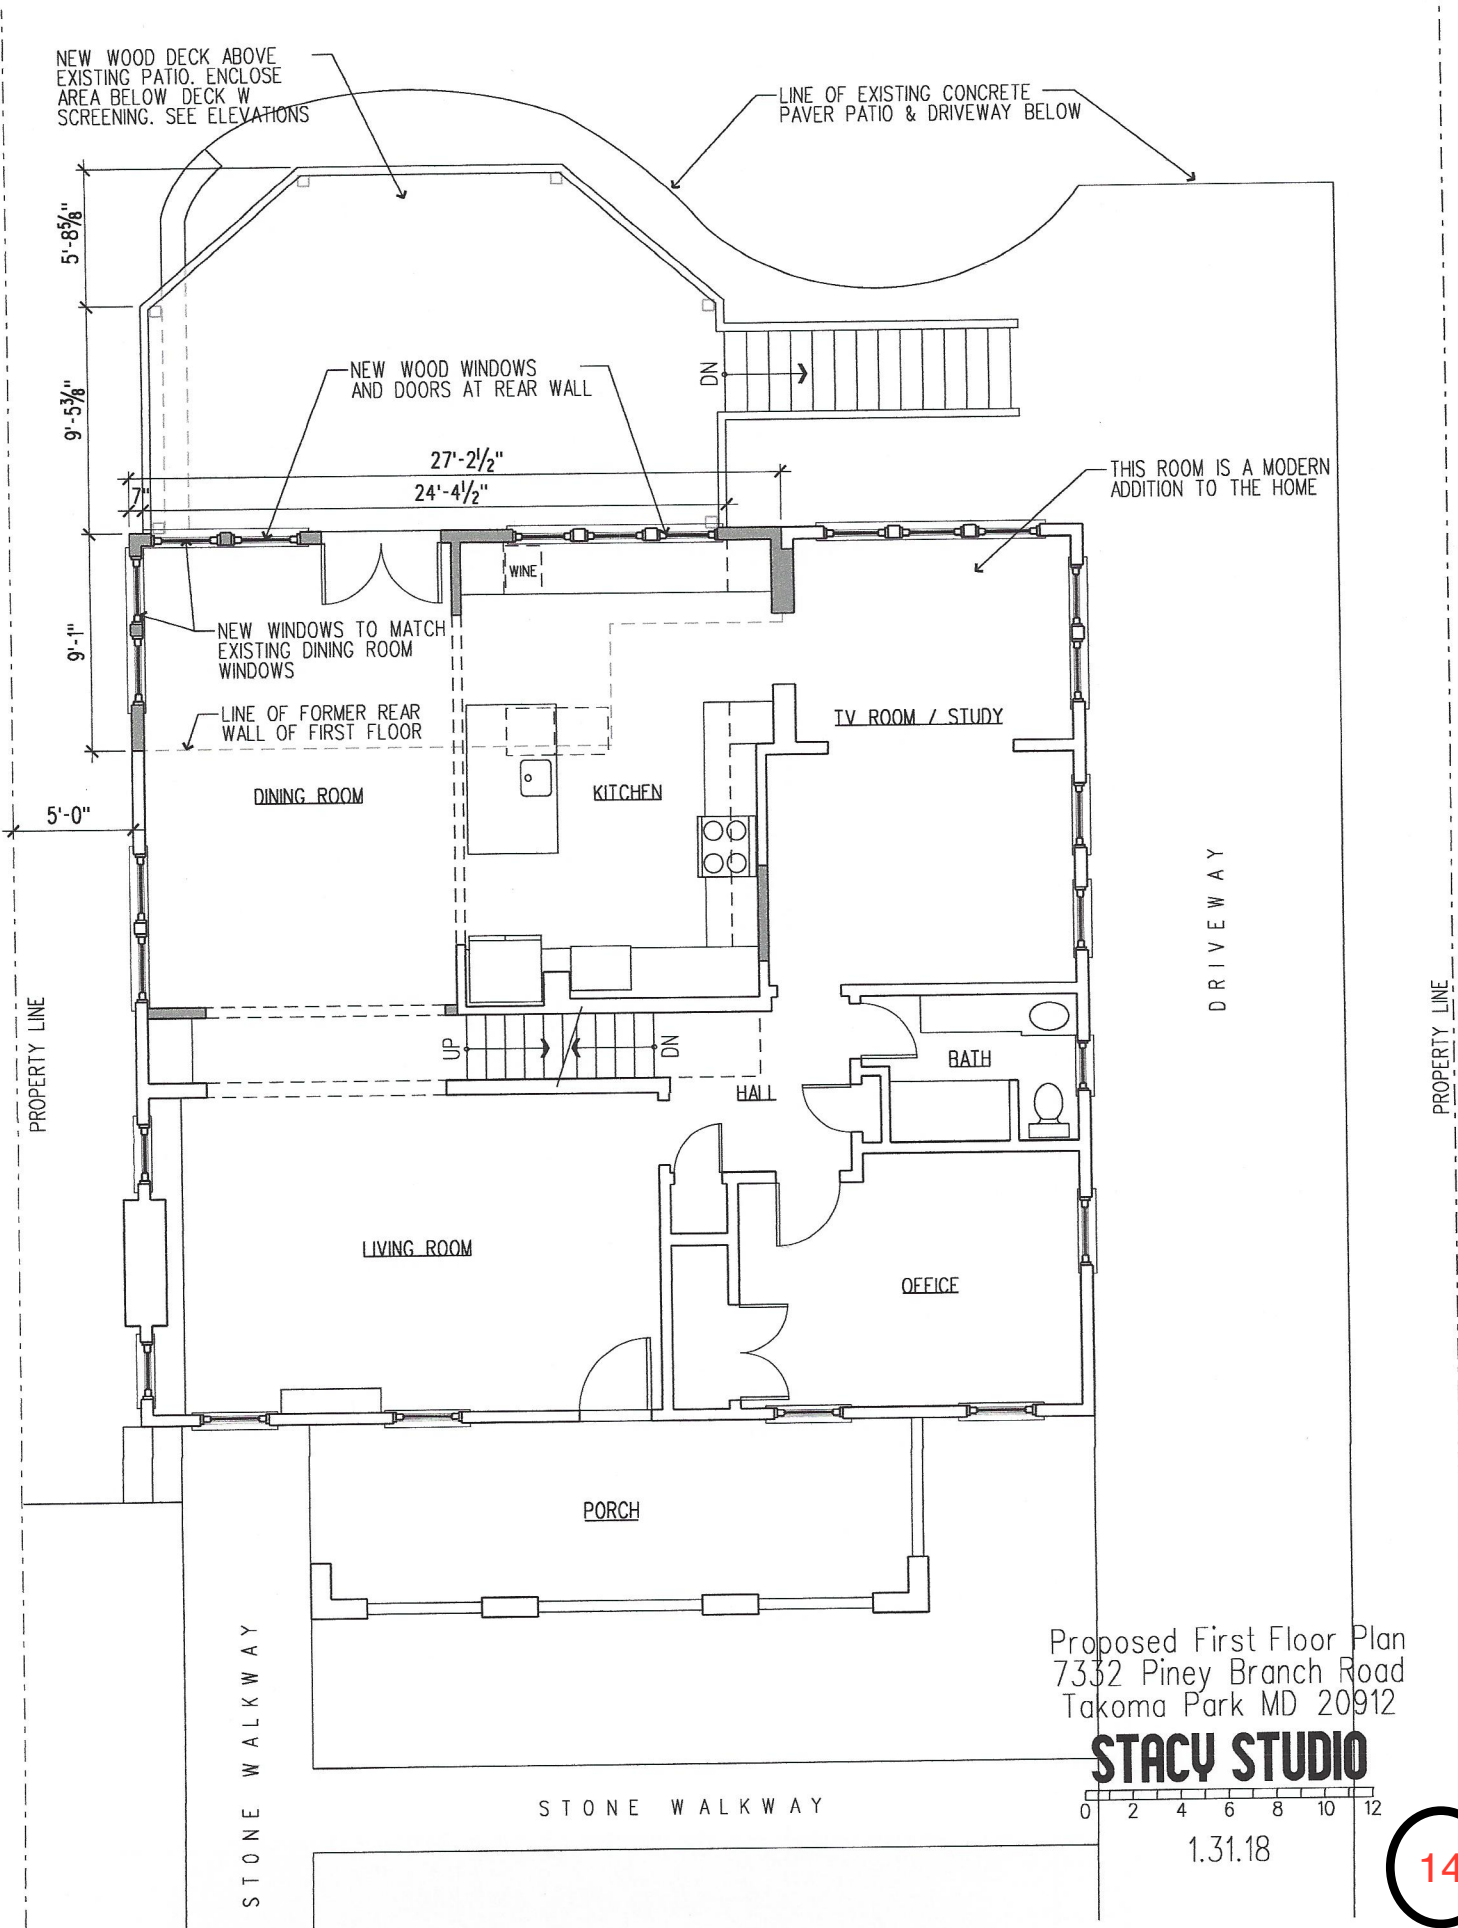 NEW WOOD DECK ABOVE
EXISTING PATIO. ENCLOSE
AREA BELOW DECK W
SCREENING. SEE ELEVATIONS
LINE OF EXISTING CONCRETE
PAVER PATIO & DRIVEWAY BELOW
5'-8⅝"
9'-5⅜"
NEW WOOD WINDOWS
AND DOORS AT REAR WALL
DN
27'-2½"
7"
24'-4½"
THIS ROOM IS A MODERN
ADDITION TO THE HOME
WINE
9'-1"
NEW WINDOWS TO MATCH
EXISTING DINING ROOM
WINDOWS
LINE OF FORMER REAR
WALL OF FIRST FLOOR
TV ROOM / STUDY
DINING ROOM
KITCHEN
5'-0"
DRIVEWAY
PROPERTY LINE
PROPERTY LINE
UP
DN
BATH
HALL
LIVING ROOM
OFFICE
PORCH
STONE WALKWAY
STONE WALKWAY
Proposed First Floor Plan
7332 Piney Branch Road
Takoma Park MD 20912
STACY STUDIO
0 2 4 6 8 10 12
1.31.18
14